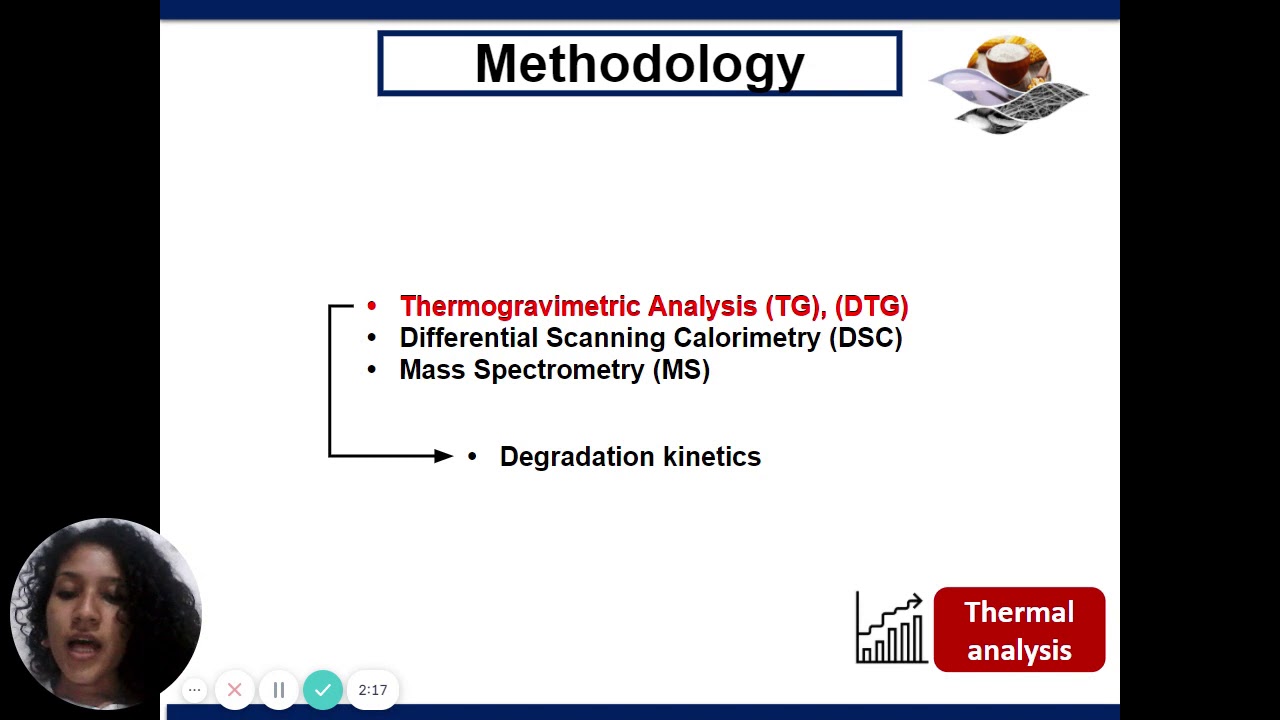 Methodology
• Thermogravimetric Analysis (TG), (DTG)
• Differential Scanning Calorimetry (DSC)
• Mass Spectrometry (MS)
• Degradation kinetics
Thermal
analysis
2:17